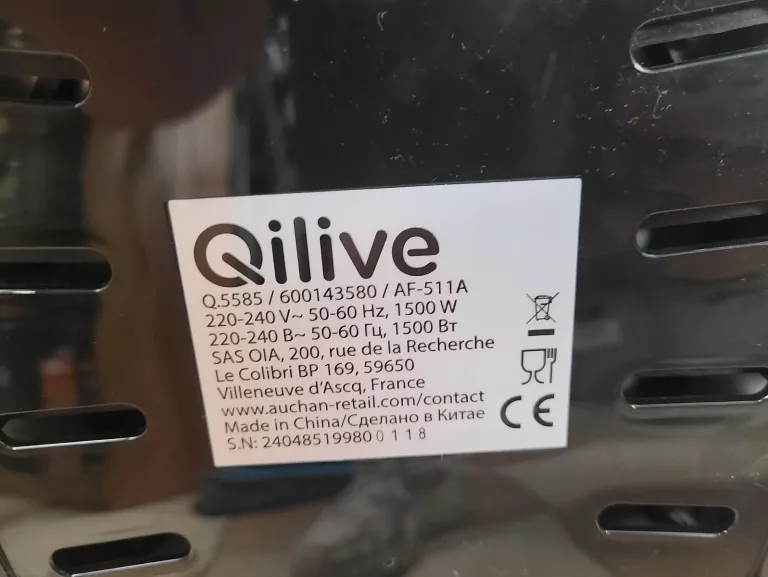 Qilive
Q.5585 / 600143580 / AF-511A
220-240 V~ 50-60 Hz, 1500 W
220-240 В~ 50-60 Гц, 1500 Вт
SAS OIA, 200, rue de la Recherche
Le Colibri BP 169, 59650
Villeneuve d'Ascq, France
www.auchan-retail.com/contact
Made in China/Сделано в Китае
S.N: 24048519980 0118
CE